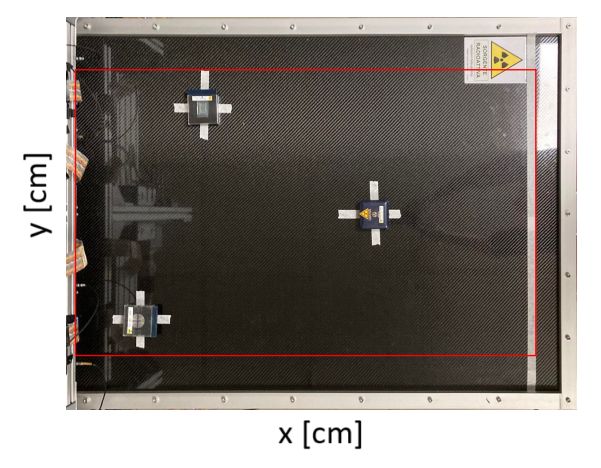 SORGENTE
RADIOATTIVA
y [cm]
x [cm]